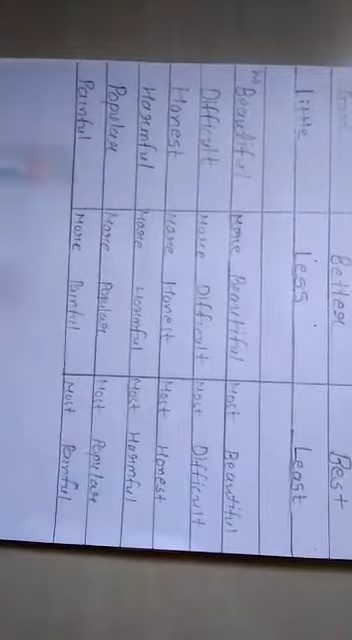 Better Best
Little Less Least
Beautiful More Beautiful Most Beautiful
Difficult More Difficult Most Difficult
Honest More Honest Most Honest
Harmful More Harmful Most Harmful
Popular More Popular Most Popular
Painful More Painful Most Painful